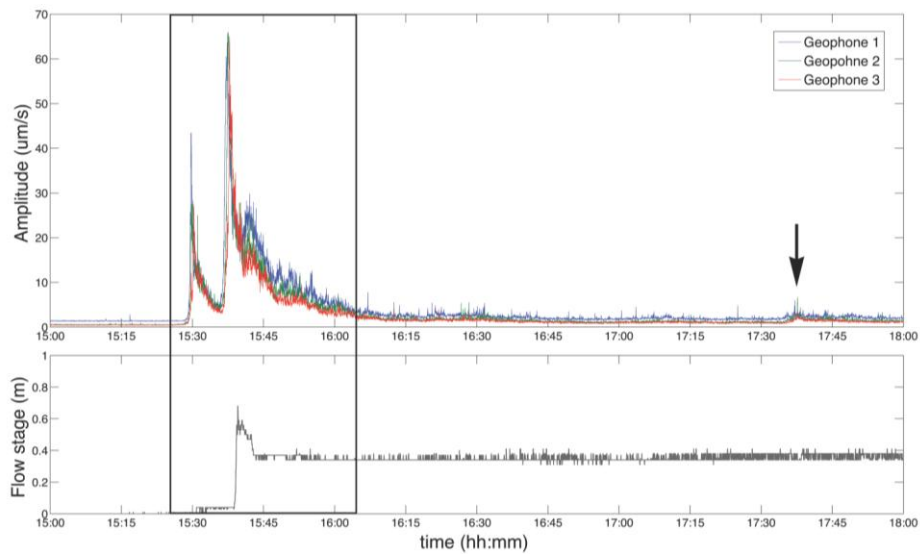 70
60
50
40
30
20
10
0
Amplitude (um/s)
Geophone 1
Geopohne 2
Geophone 3
15:00 15:15 15:30 15:45 16:00 16:15 16:30 16:45 17:00 17:15 17:30 17:45 18:00
1
0.8
0.6
0.4
0.2
0
Flow stage (m)
15:00 15:15 15:30 15:45 16:00 16:15 16:30 16:45 17:00 17:15 17:30 17:45 18:00
time (hh:mm)